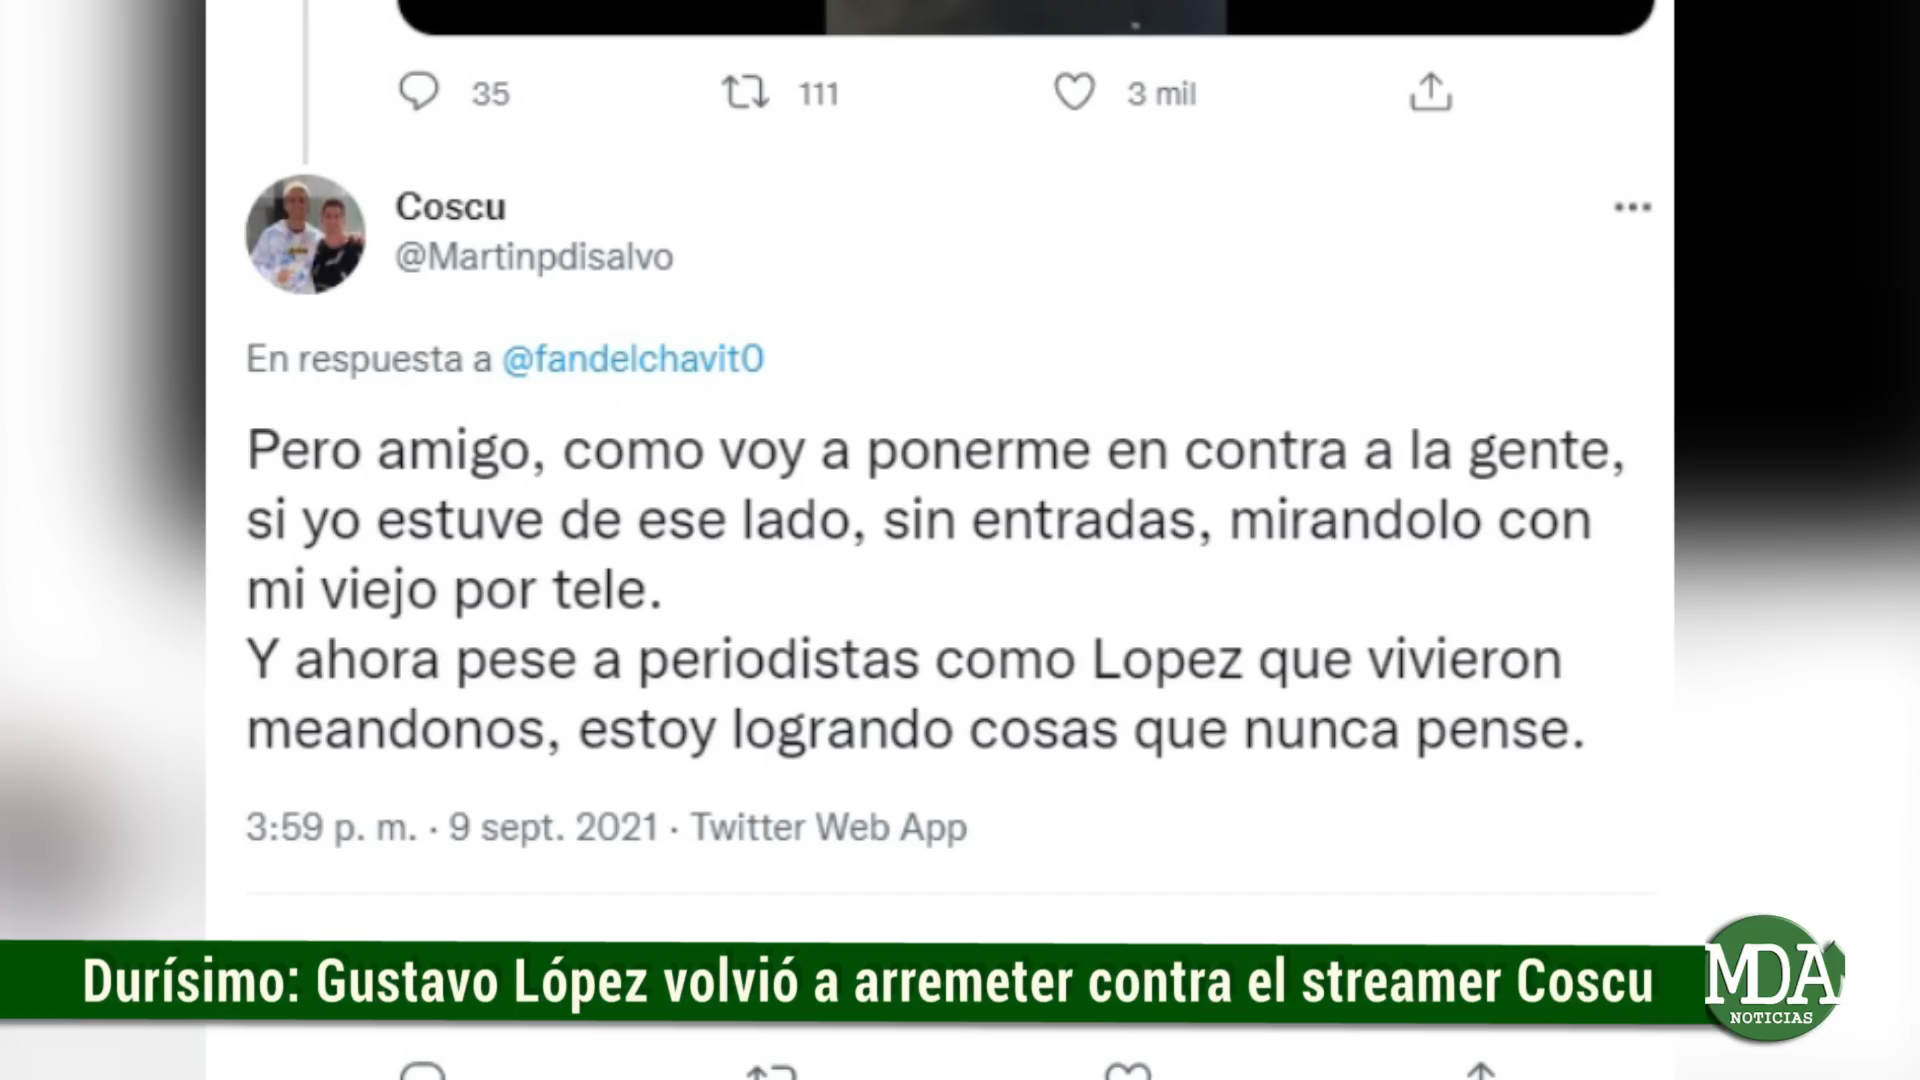 35 111 3 mil
Coscu
@Martinpdisalvo
En respuesta a @fandelchavit0
Pero amigo, como voy a ponerme en contra a la gente,
si yo estuve de ese lado, sin entradas, mirandolo con
mi viejo por tele.
Y ahora pese a periodistas como Lopez que vivieron
meandonos, estoy logrando cosas que nunca pense.
3:59 p. m. · 9 sept. 2021 · Twitter Web App
Durísimo: Gustavo López volvió a arremeter contra el streamer Coscu
MDA
NOTICIAS